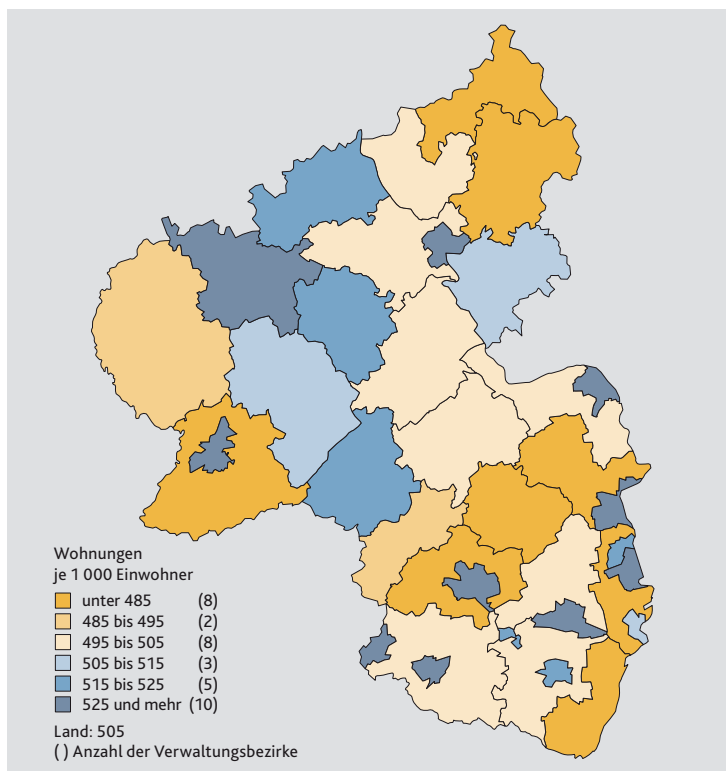 Wohnungen
je 1 000 Einwohner
unter 485 (8)
485 bis 495 (2)
495 bis 505 (8)
505 bis 515 (3)
515 bis 525 (5)
525 und mehr (10)
Land: 505
( ) Anzahl der Verwaltungsbezirke